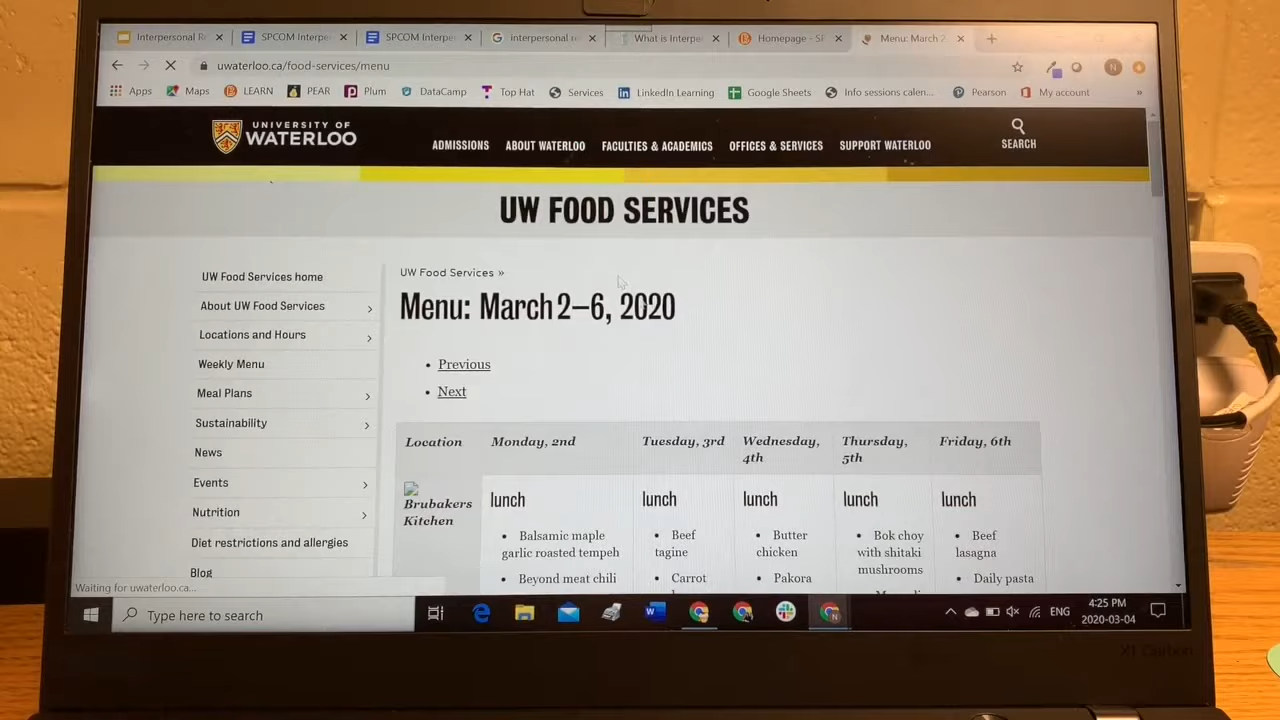 Interpersonal R
SPCOM Interpe
SPCOM Interpe
interpersonal re
What is Interpe
Homepage - SP
Menu: March 2
uwaterloo.ca/food-services/menu
N
Apps
Maps
LEARN
PEAR
Plum
DataCamp
Top Hat
Services
LinkedIn Learning
Google Sheets
Info sessions calen...
Pearson
My account
»
UNIVERSITY OF
WATERLOO
ADMISSIONS
ABOUT WATERLOO
FACULTIES & ACADEMICS
OFFICES & SERVICES
SUPPORT WATERLOO
SEARCH
UW FOOD SERVICES
UW Food Services home
About UW Food Services
Locations and Hours
Weekly Menu
Meal Plans
Sustainability
News
Events
Nutrition
Diet restrictions and allergies
Blog
UW Food Services »
Menu: March 2–6, 2020
• Previous
• Next
Location
Monday, 2nd
Tuesday, 3rd
Wednesday,
4th
Thursday,
5th
Friday, 6th
Brubakers
Kitchen
lunch
• Balsamic maple
garlic roasted tempeh
• Beyond meat chili
lunch
• Beef
tagine
• Carrot
lunch
• Butter
chicken
• Pakora
lunch
• Bok choy
with shitaki
mushrooms
lunch
• Beef
lasagna
• Daily pasta
Waiting for uwaterloo.ca...
Type here to search
ENG
4:25 PM
2020-03-04
X1 Carbon